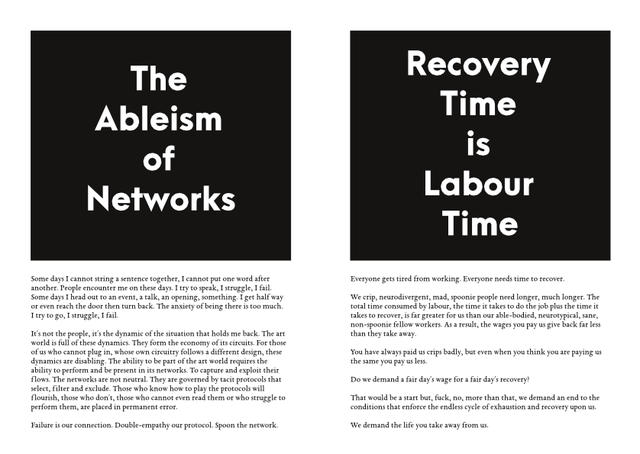 The
Ableism
of
Networks
Some days I cannot string a sentence together, I cannot put one word after
another. People encounter me on these days. I try to speak, I struggle, I fail.
Some days I head out to an event, a talk, an opening, something. I get half way
or even reach the door then turn back. The anxiety of being there is too much.
I try to go, I struggle, I fail.
It's not the people, it's the dynamic of the situation that holds me back. The art
world is full of these dynamics. They form the economy of its circuits. For those
of us who cannot plug in, whose own circuitry follows a different design, these
dynamics are disabling. The ability to be part of the art world requires the
ability to perform and be present in its networks. To capture and exploit their
flows. The networks are not neutral. They are governed by tacit protocols that
select, filter and exclude. Those who know how to play the protocols will
flourish, those who don't, those who cannot even read them or who struggle to
perform them, are placed in permanent error.
Failure is our connection. Double-empathy our protocol. Spoon the network.
Recovery
Time
is
Labour
Time
Everyone gets tired from working. Everyone needs time to recover.
We crip, neurodivergent, mad, spoonie people need longer, much longer. The
total time consumed by labour, the time it takes to do the job plus the time it
takes to recover, is far greater for us than our able-bodied, neurotypical, sane,
non-spoonie fellow workers. As a result, the wages you pay us give back far less
than they take away.
You have always paid us crips badly, but even when you think you are paying us
the same you pay us less.
Do we demand a fair day's wage for a fair day's recovery?
That would be a start but, fuck, no, more than that, we demand an end to the
conditions that enforce the endless cycle of exhaustion and recovery upon us.
We demand the life you take away from us.